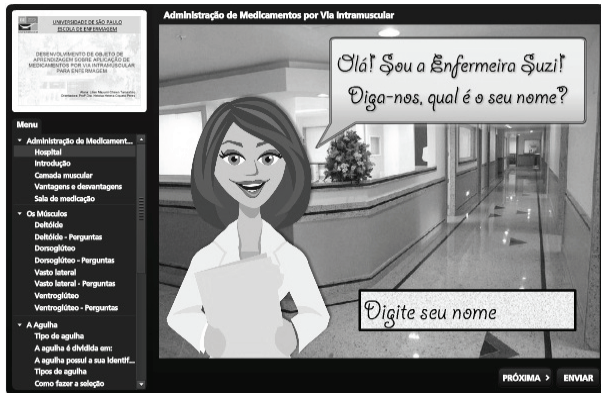 Administração de Medicamentos por Via Intramuscular
UNIVERSIDADE DE SÃO PAULO
ESCOLA DE ENFERMAGEM
DESENVOLVIMENTO DE OBJETO DE
APRENDIZAGEM SOBRE APLICAÇÃO DE
MEDICAMENTOS POR VIA INTRAMUSCULAR
PARA ENFERMAGEM
Olá! Sou a Enfermeira Suzi!
Diga-nos, qual é o seu nome?
Menu
Administração de Medicament...
Hospital
Introdução
Camada muscular
Vantagens e desvantagens
Sala de medicação
Os Músculos
Deltóide
Deltóide - Perguntas
Dorsoglúteo
Dorsoglúteo - Perguntas
Vasto lateral
Vasto lateral - Perguntas
Ventroglúteo
Ventroglúteo - Perguntas
A Agulha
Tipo de agulha
A agulha é dividida em:
A agulha possui a sua identif...
Tipos de agulha
Como fazer a seleção
Digite seu nome
PRÓXIMA >
ENVIAR